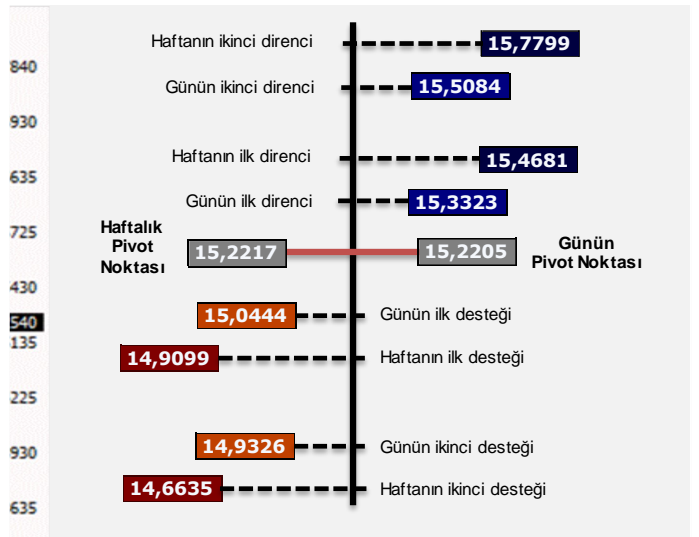 Haftanın ikinci direnci
15,7799
840
Günün ikinci direnci
15,5084
930
Haftanın ilk direnci
15,4681
635
Günün ilk direnci
15,3323
725
Haftalık
Pivot
Noktası
15,2217
15,2205
Günün
Pivot Noktası
430
540
15,0444
Günün ilk desteği
135
14,9099
Haftanın ilk desteği
225
14,9326
Günün ikinci desteği
930
14,6635
Haftanın ikinci desteği
635